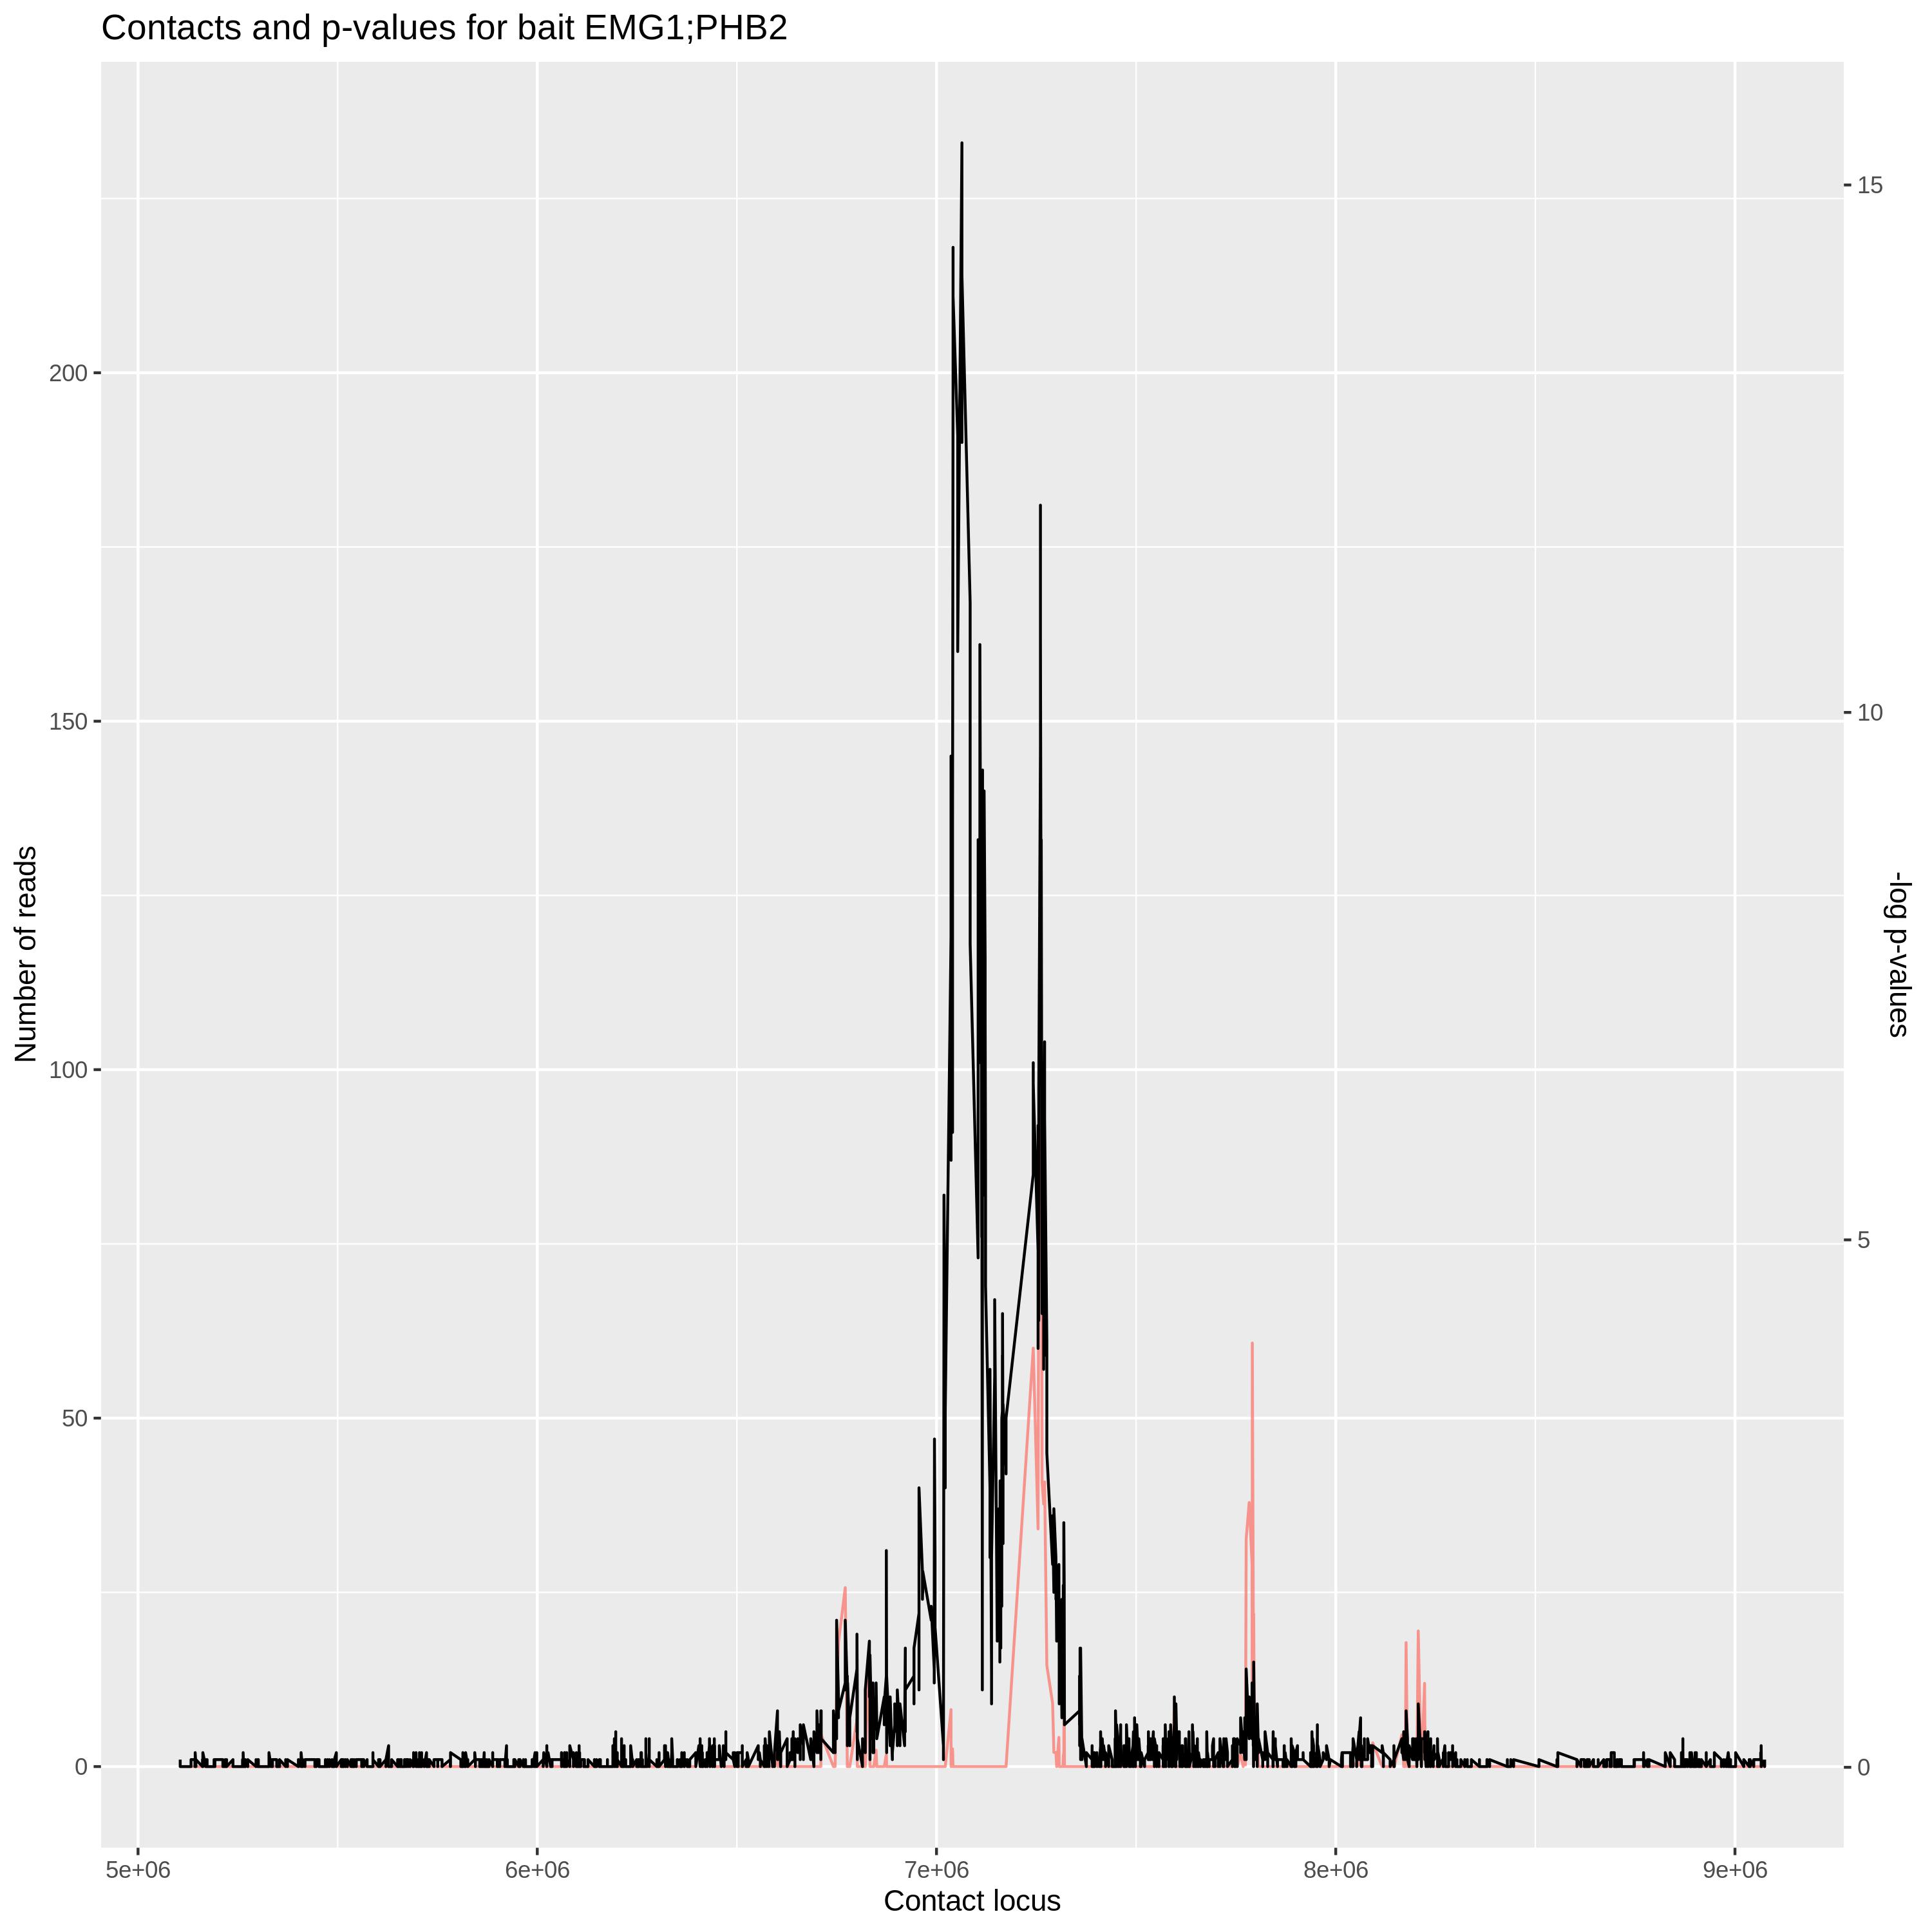 Contacts and p-values for bait EMG1;PHB2
Number of reads
200
150
100
50
0
15
10
5
0
-log p-values
5e+06 6e+06 7e+06 8e+06 9e+06
Contact locus